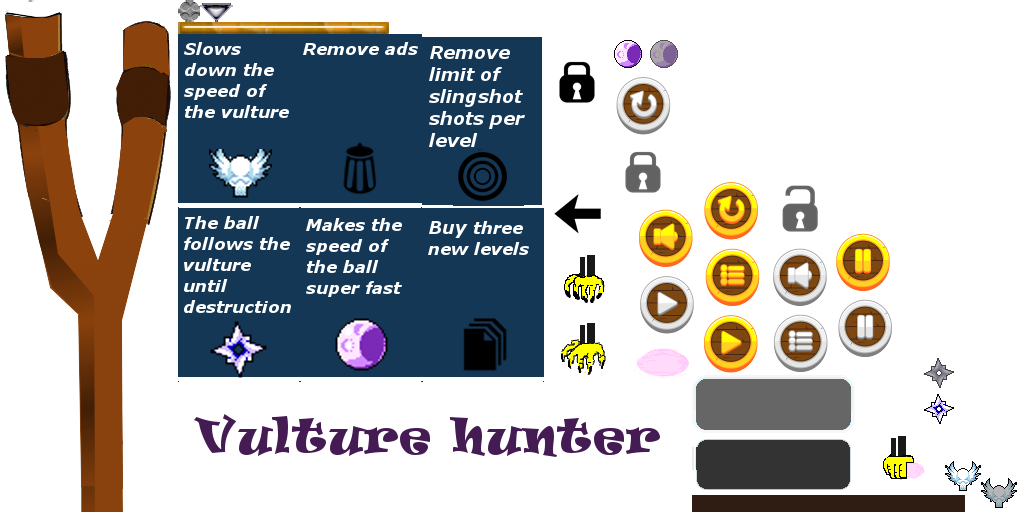 Slows
down the
speed of
the vulture
Remove ads
Remove
limit of
slingshot
shots per
level
The ball
follows the
vulture
until
destruction
Makes the
speed of
the ball
super fast
Buy three
new levels
Vulture hunter